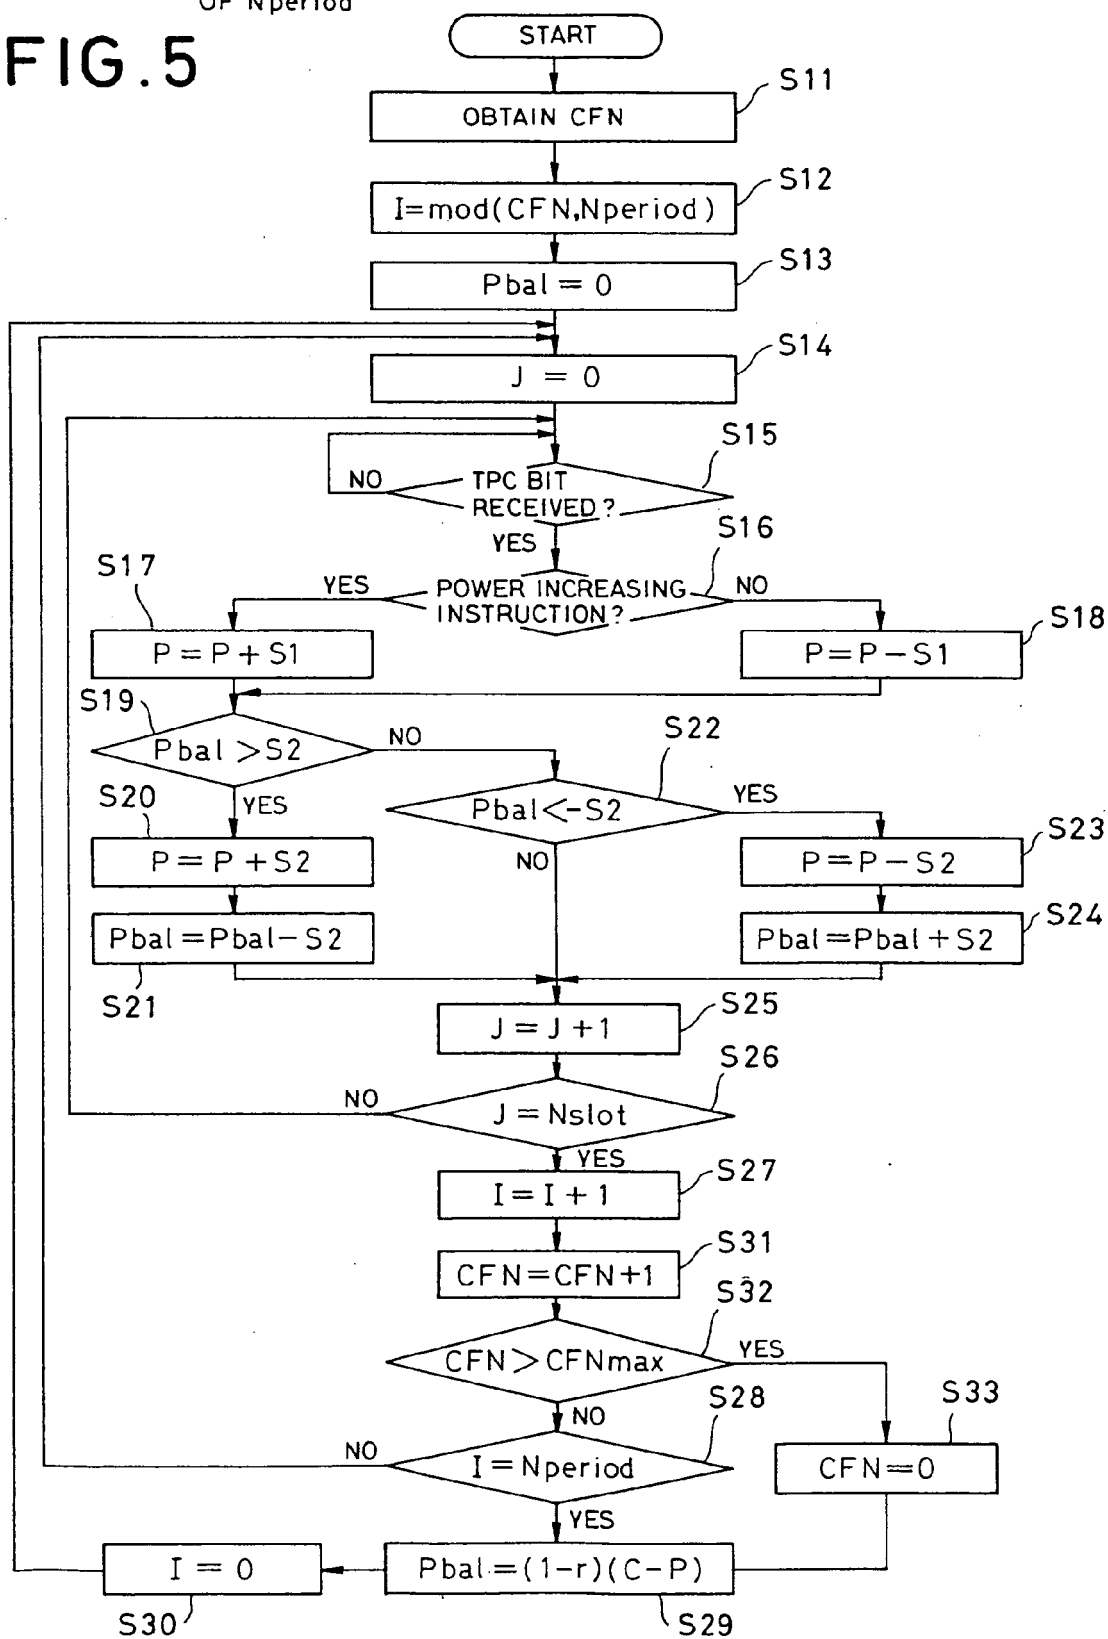 OF Nperiod
FIG.5
START
S11
OBTAIN CFN
S12
I=mod(CFN,Nperiod)
S13
Pbal = 0
S14
J = 0
S15
NO
TPC BIT
RECEIVED?
YES
S16
S17
YES
POWER INCREASING
INSTRUCTION?
NO
S18
P = P + S1
P = P − S1
S19
Pbal > S2
NO
S22
S20
YES
Pbal<-S2
YES
S23
P = P + S2
NO
P = P − S2
S24
Pbal = Pbal − S2
Pbal = Pbal + S2
S21
S25
J = J + 1
S26
NO
J = Nslot
YES
S27
I = I + 1
S31
CFN = CFN+1
S32
CFN > CFNmax
YES
NO
S28
S33
NO
I = Nperiod
CFN = 0
YES
I = 0
Pbal = (1-r)(C-P)
S30
S29